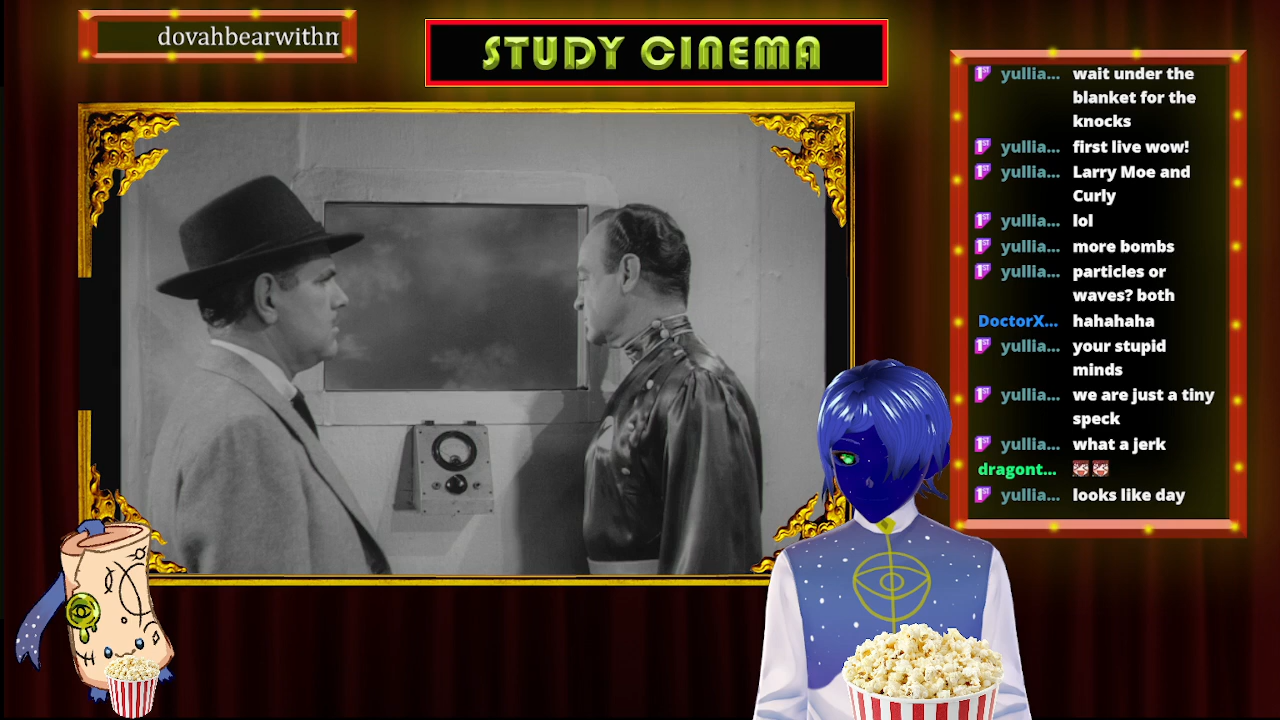 dovahbearwithm
STUDY CINEMA
yullia... wait under the
blanket for the
knocks
yullia... first live wow!
yullia... Larry Moe and
Curly
yullia... lol
yullia... more bombs
yullia... particles or
waves? both
DoctorX... hahahaha
yullia... your stupid
minds
yullia... we are just a tiny
speck
yullia... what a jerk
dragont...
yullia... looks like day